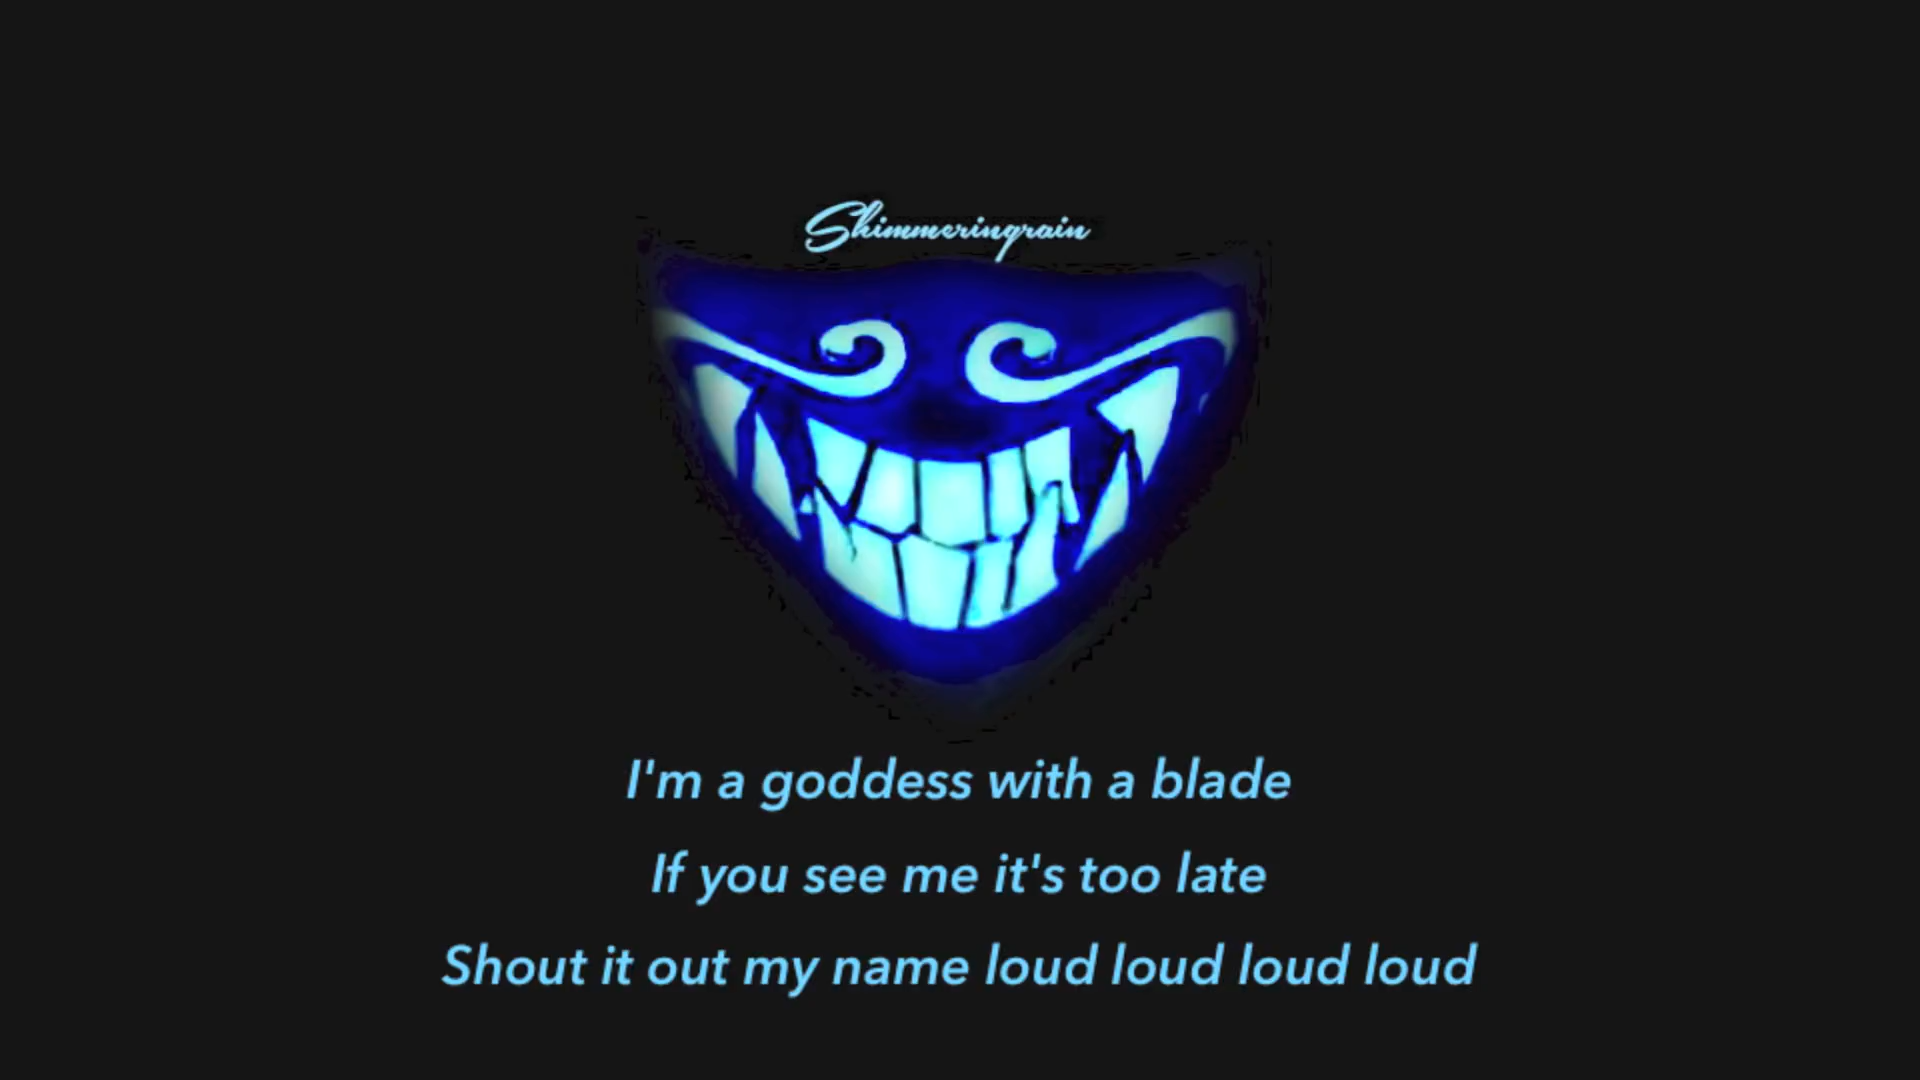 Shimmeringrain
I'm a goddess with a blade
If you see me it's too late
Shout it out my name loud loud loud loud